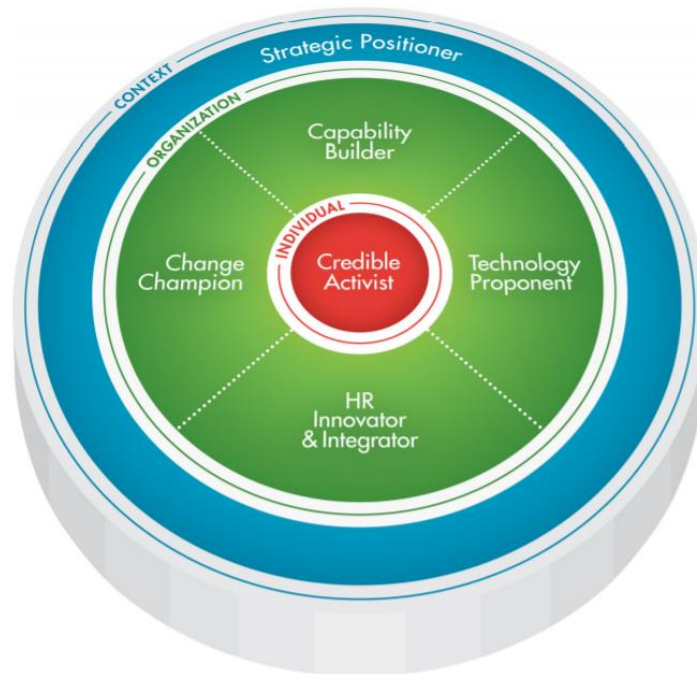 CONTEXT
Strategic Positioner
ORGANIZATION
Capability
Builder
INDIVIDUAL
Change
Champion
Credible
Activist
Technology
Proponent
HR
Innovator
& Integrator